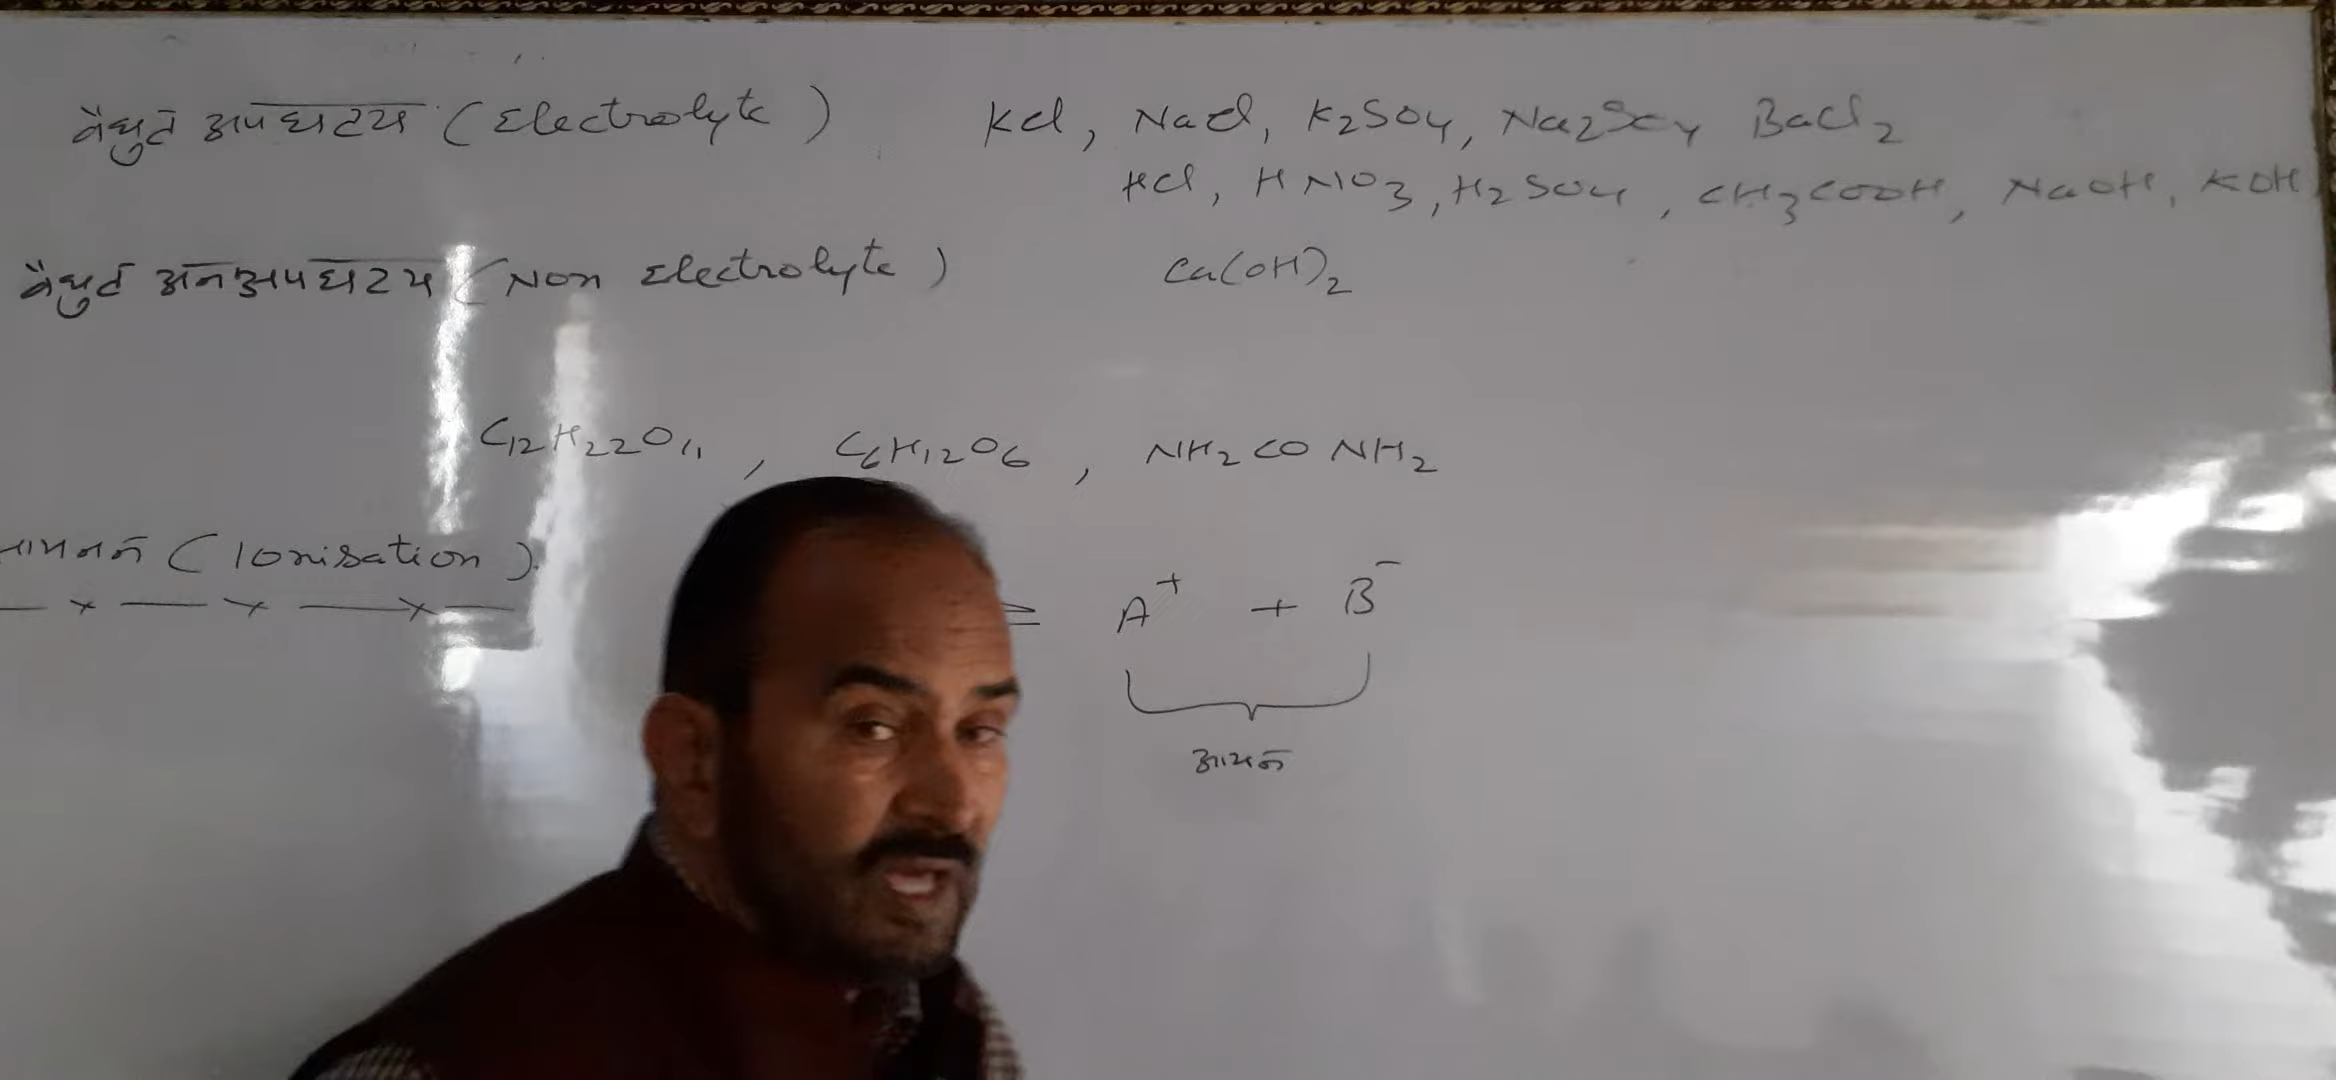 वैद्युत अपघटय (Electrolyte) KCl, NaCl, K2SO4, Na2SO4 BaCl2
HCl, HNO3, H2SO4, CH3COOH, NaOH, KOH
वैद्युत अनअपघटय (Non Electrolyte) Ca(OH)2
C12H22O11, C6H12O6, NH2CONH2
(Ionisation)
A+ + B-
आयन